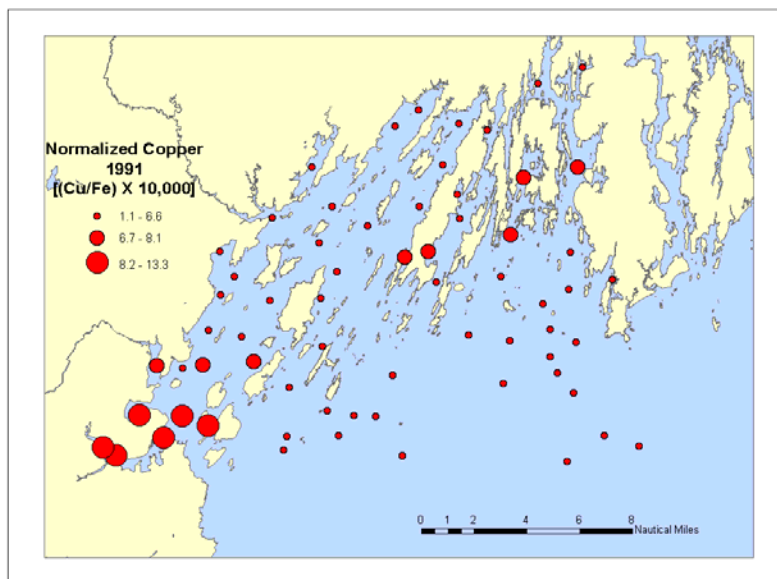 Normalized Copper
1991
[(Cu/Fe) X 10,000]
1.1 - 6.6
6.7 - 8.1
8.2 - 13.3
0 1 2 4 6 8
Nautical Miles